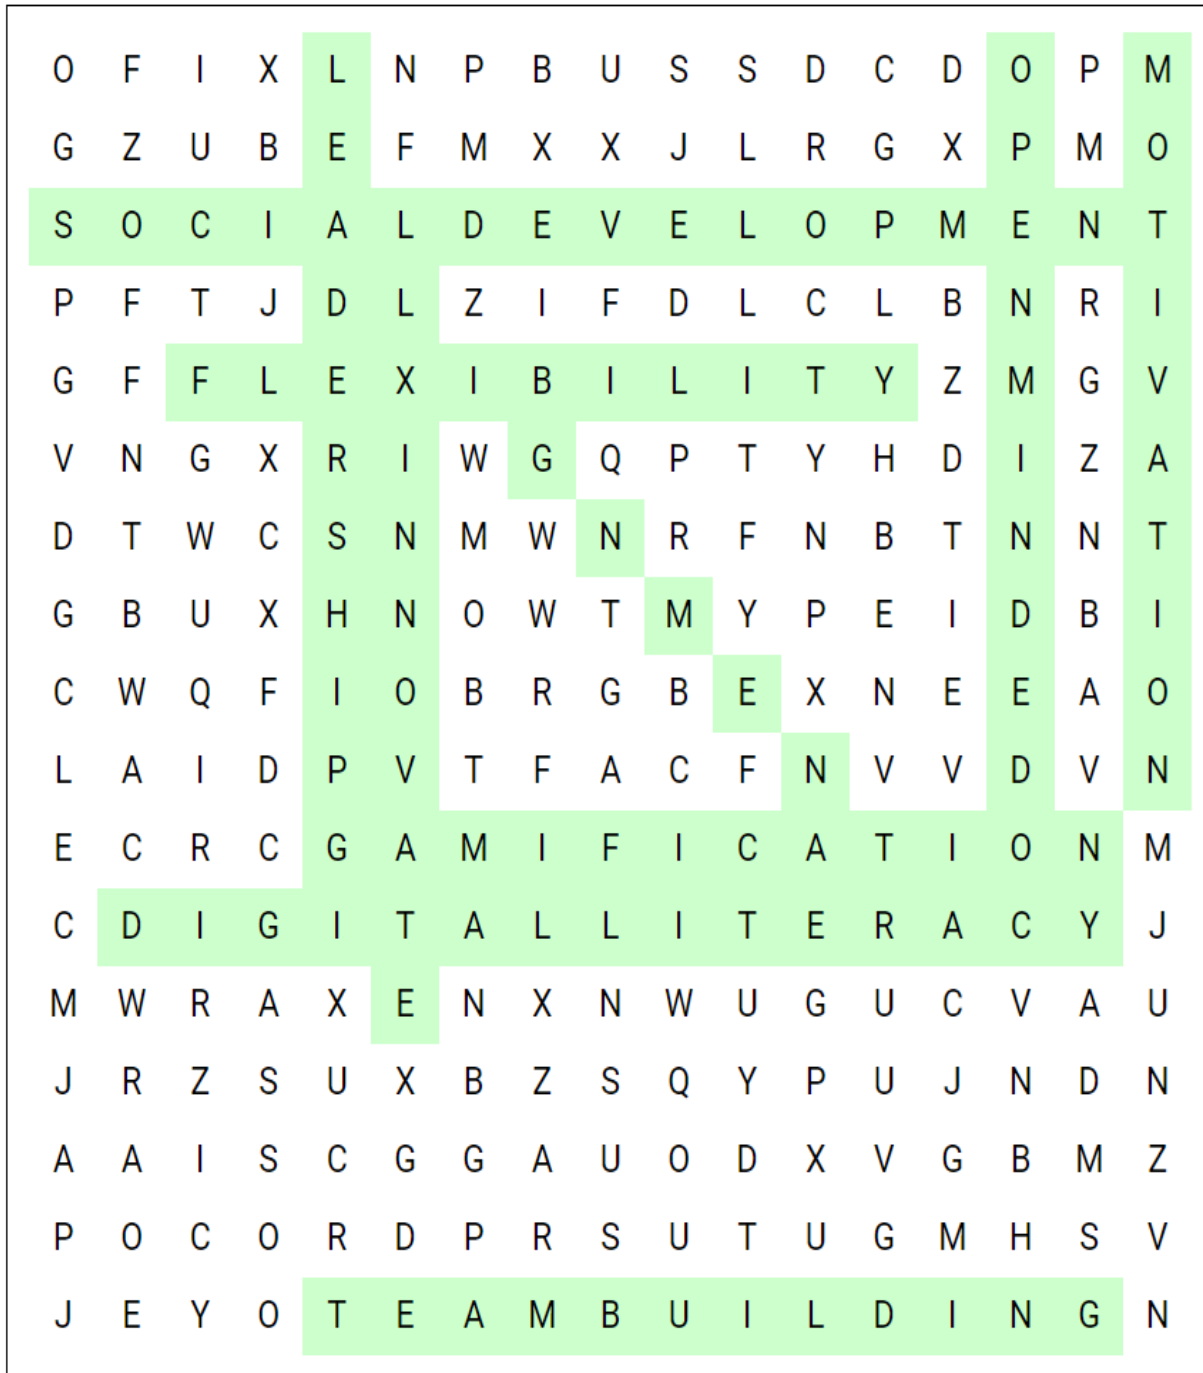 O F I X L N P B U S S D C D O P M
G Z U B E F M X X J L R G X P M O
S O C I A L D E V E L O P M E N T
P F T J D L Z I F D L C L B N R I
G F F L E X I B I L I T Y Z M G V
V N G X R I W G Q P T Y H D I Z A
D T W C S N M W N R F N B T N N T
G B U X H N O W T M Y P E I D B I
C W Q F I O B R G B E X N E E A O
L A I D P V T F A C F N V V D V N
E C R C G A M I F I C A T I O N M
C D I G I T A L L I T E R A C Y J
M W R A X E N X N W U G U C V A U
J R Z S U X B Z S Q Y P U J N D N
A A I S C G G A U O D X V G B M Z
P O C O R D P R S U T U G M H S V
J E Y O T E A M B U I L D I N G N